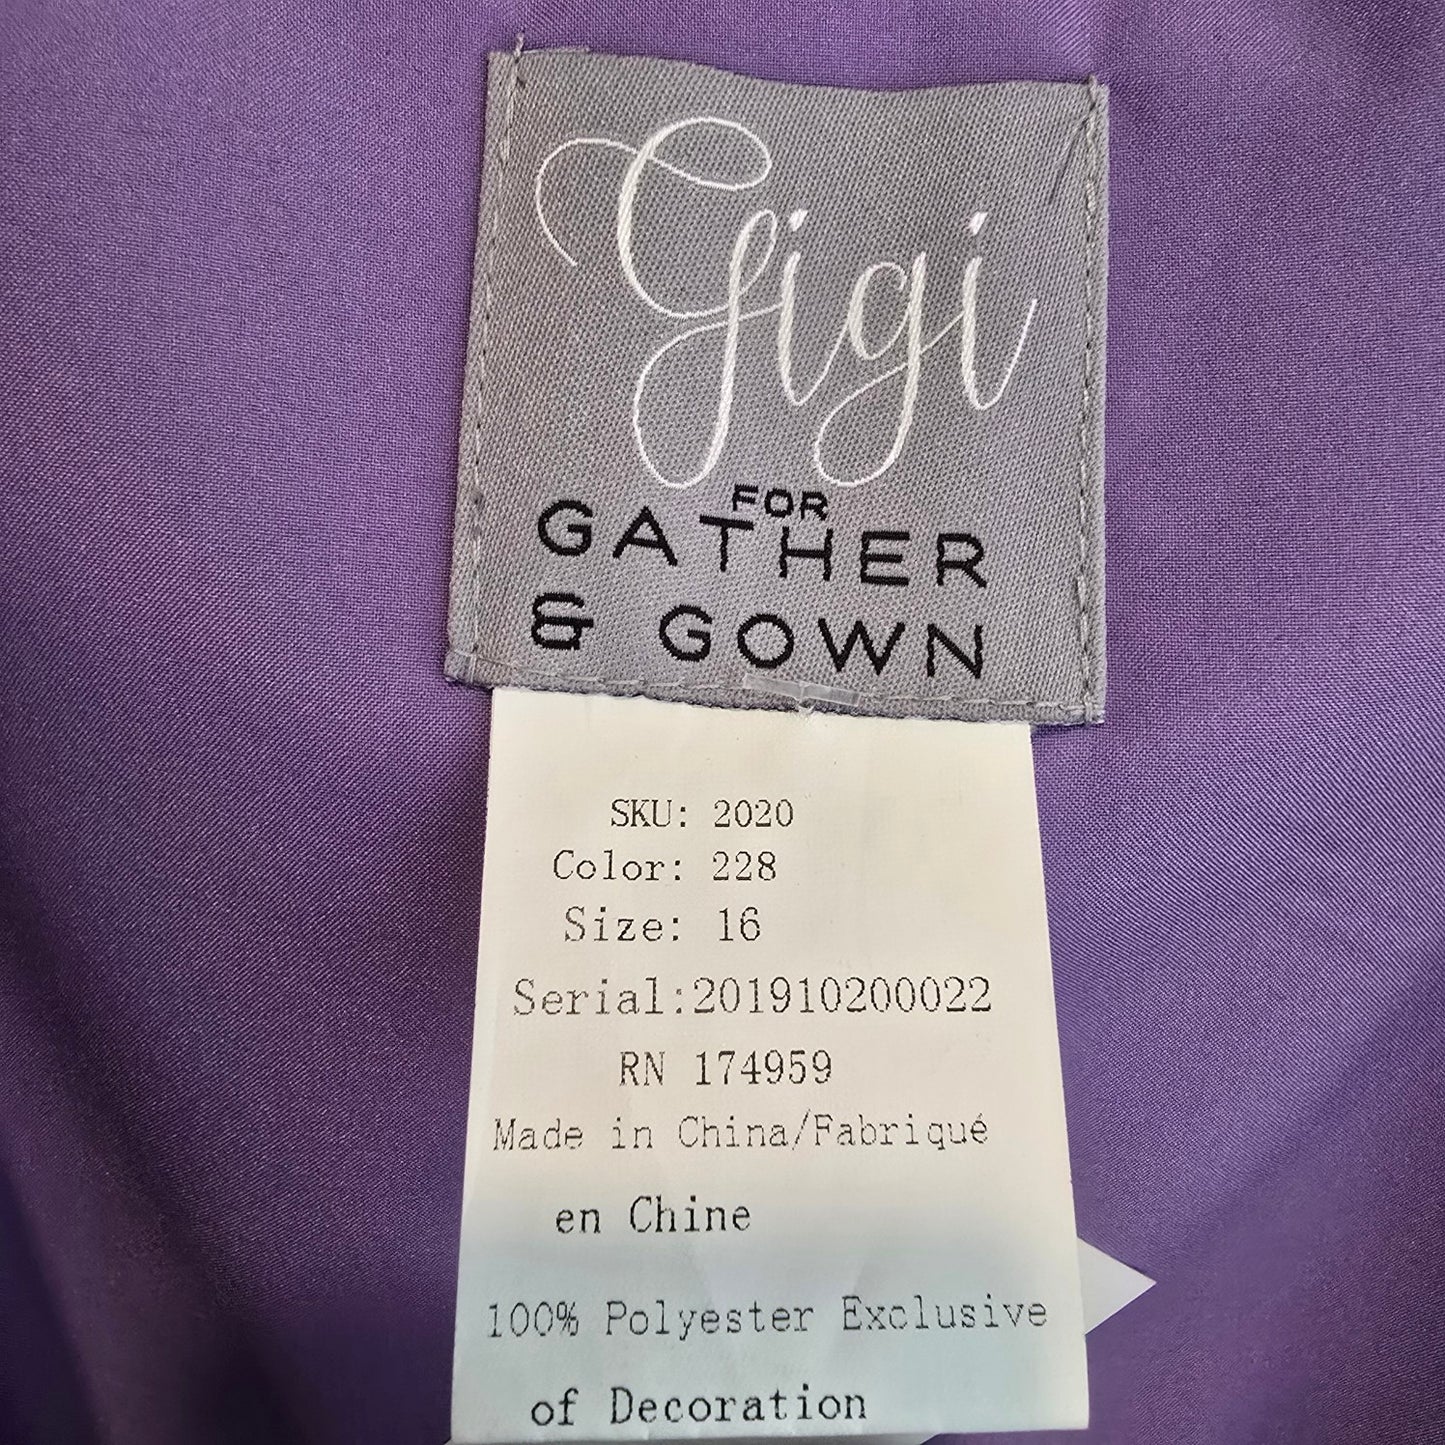 Gigi
FOR
GATHER
& GOWN
SKU: 2020
Color: 228
Size: 16
Serial:201910200022
RN 174959
Made in China/Fabriqué
en Chine
100% Polyester Exclusive
of Decoration